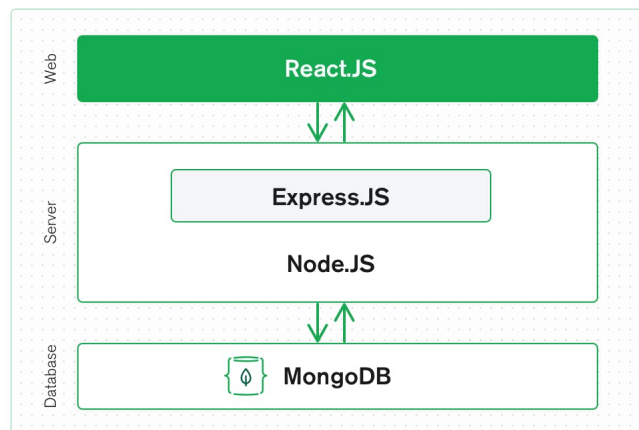 Web
React.JS
Server
Express.JS
Node.JS
Database
MongoDB